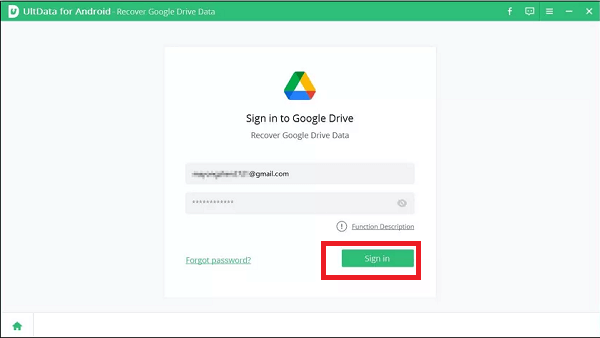 UltData for Android - Recover Google Drive Data
Sign in to Google Drive
Recover Google Drive Data
@gmail.com
************
Function Description
Forgot password?
Sign in